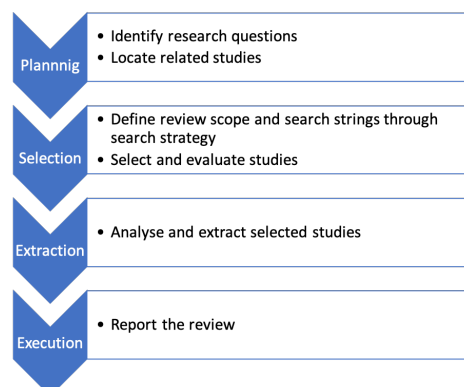 Plannnig
• Identify research questions
• Locate related studies
Selection
• Define review scope and search strings through
search strategy
• Select and evaluate studies
Extraction
• Analyse and extract selected studies
Execution
• Report the review